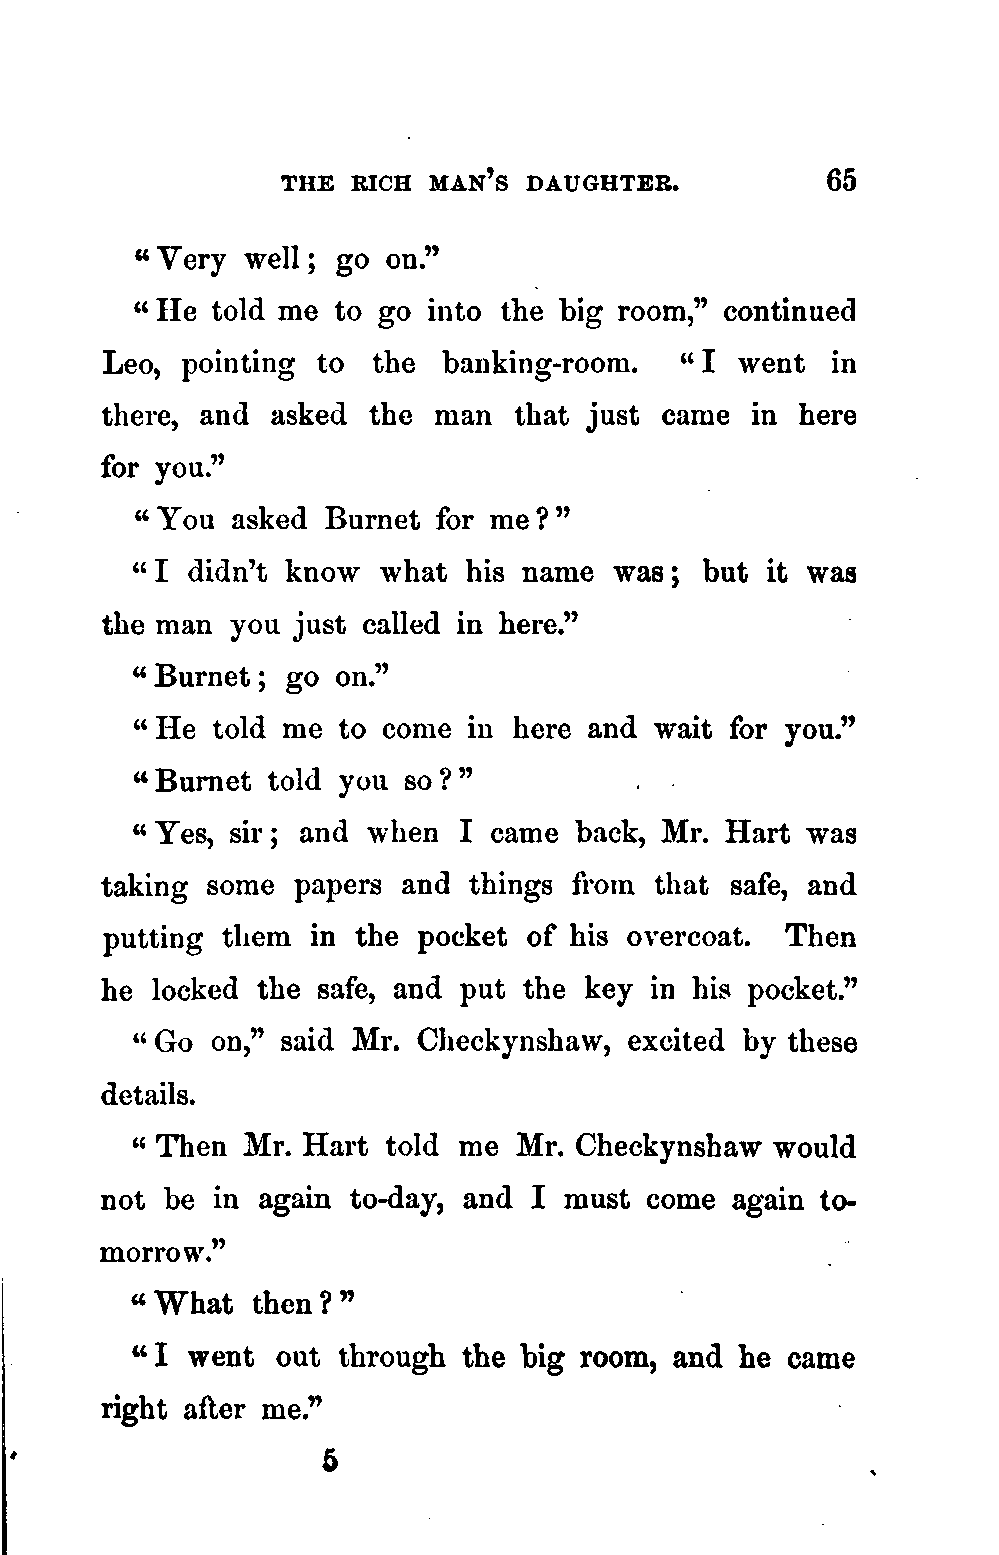 THE RICH MAN'S DAUGHTER. 65
"Very well; go on."
"He told me to go into the big room," continued
Leo, pointing to the banking-room. "I went in
there, and asked the man that just came in here
for you."
"You asked Burnet for me?"
"I didn't know what his name was; but it was
the man you just called in here."
"Burnet; go on."
"He told me to come in here and wait for you."
"Burnet told you so?"
"Yes, sir; and when I came back, Mr. Hart was
taking some papers and things from that safe, and
putting them in the pocket of his overcoat. Then
he locked the safe, and put the key in his pocket."
"Go on," said Mr. Checkynshaw, excited by these
details.
"Then Mr. Hart told me Mr. Checkynshaw would
not be in again to-day, and I must come again to-
morrow."
"What then?"
"I went out through the big room, and he came
right after me."
5